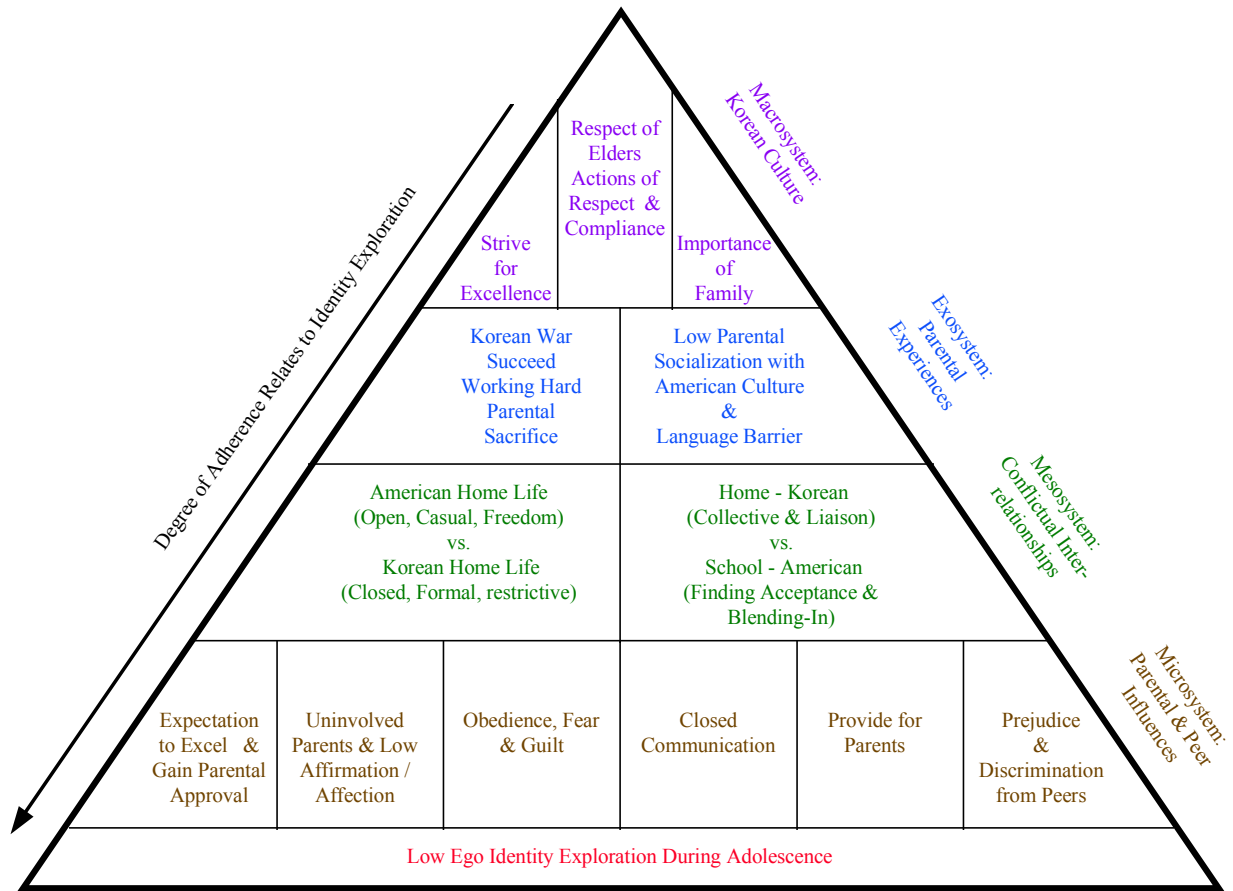 Degree of Adherence Relates to Identity Exploration
Macrosystem:
Korean Culture
Respect of
Elders
Actions of
Respect &
Compliance
Strive
for
Excellence
Importance
of
Family
Exosystem:
Parental
Experiences
Korean War
Succeed
Working Hard
Parental
Sacrifice
Low Parental
Socialization with
American Culture
&
Language Barrier
Mesosystem:
Conflictual Inter-
relationships
American Home Life
(Open, Casual, Freedom)
vs.
Korean Home Life
(Closed, Formal, restrictive)
Home - Korean
(Collective & Liaison)
vs.
School - American
(Finding Acceptance &
Blending-In)
Microsystem:
Parental & Peer
Influences
Expectation
to Excel &
Gain Parental
Approval
Uninvolved
Parents & Low
Affirmation /
Affection
Obedience, Fear
& Guilt
Closed
Communication
Provide for
Parents
Prejudice
&
Discrimination
from Peers
Low Ego Identity Exploration During Adolescence